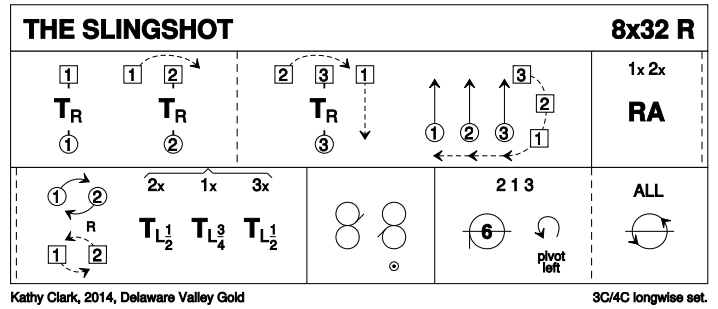 THE SLINGSHOT 8x32 R
1 1 2 2 3 1 3 1x 2x
T R T R T R 2 RA
1 2 3 1 2 3 1
2x 1x 3x 2 1 3 ALL
1 2 T L 1/2 T L 3/4 T L 1/2
R 6
1 2 pivot
left
Kathy Clark, 2014, Delaware Valley Gold 3C/4C longwise set.